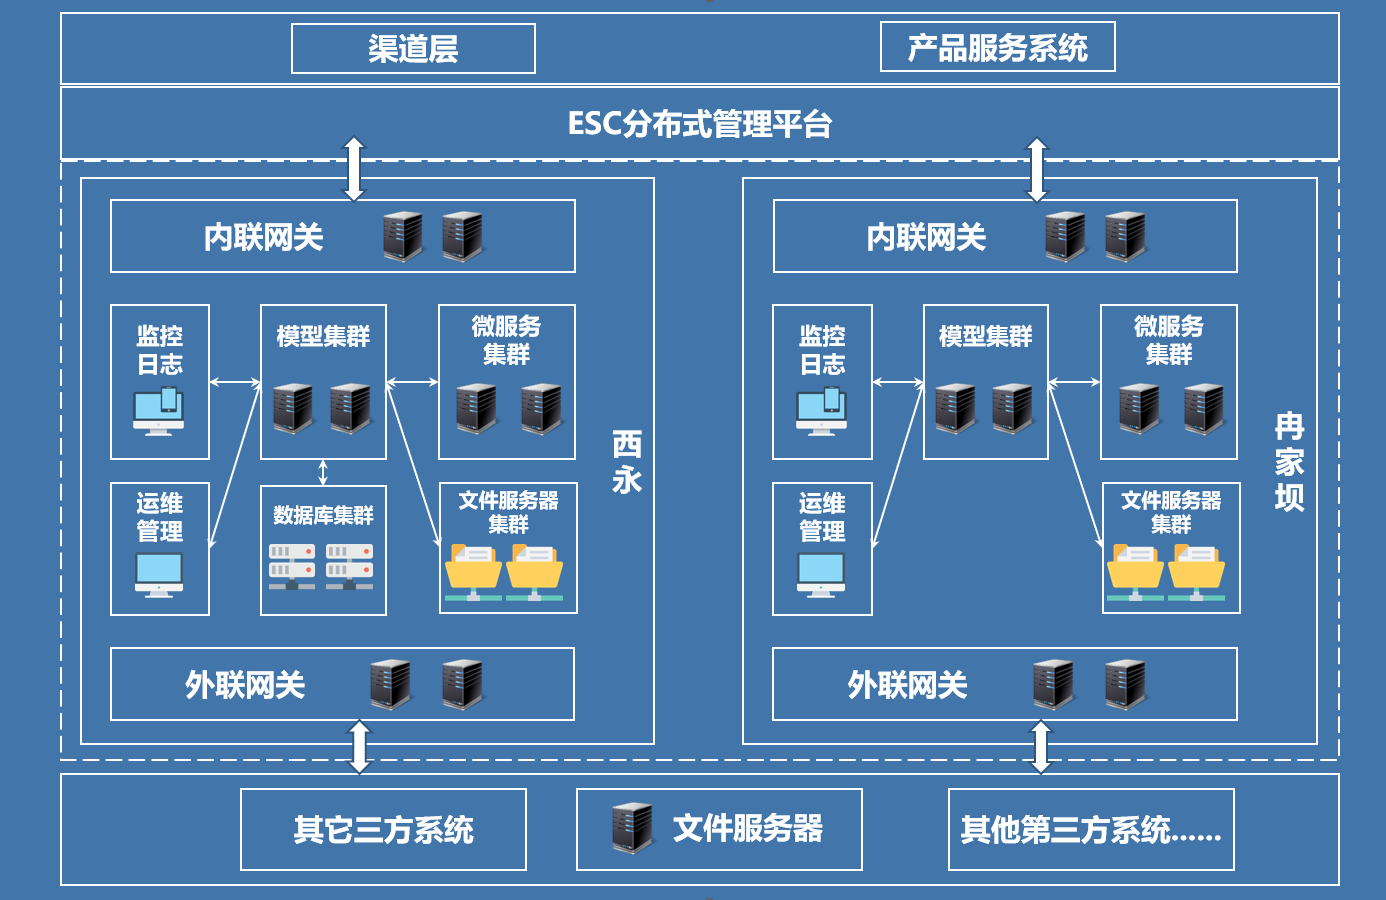 渠道层
产品服务系统
ESC分布式管理平台
内联网关
监控
日志
模型集群
微服务
集群
运维
管理
数据库集群
文件服务器
集群
西
永
外联网关
内联网关
监控
日志
模型集群
微服务
集群
运维
管理
文件服务器
集群
冉
家
坝
外联网关
其它三方系统
文件服务器
其他第三方系统......